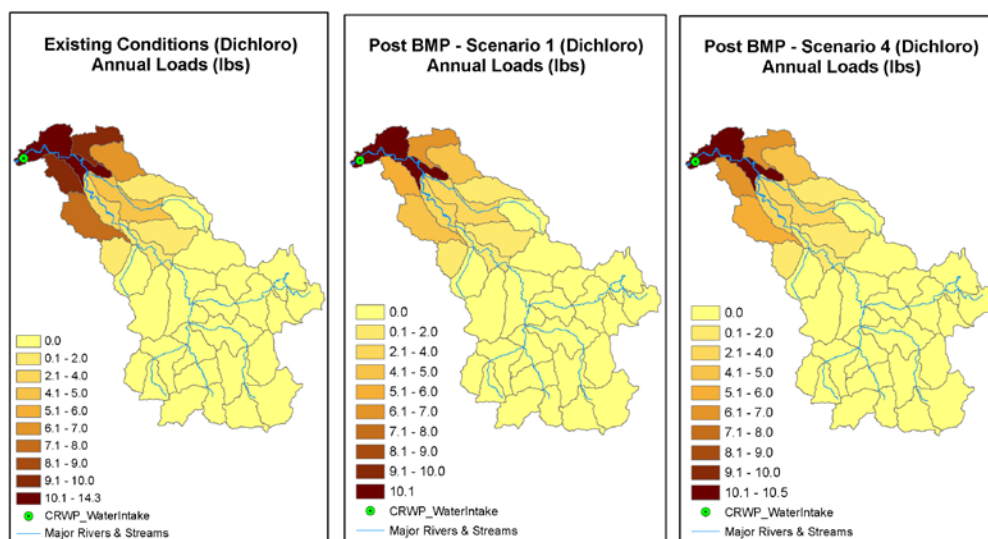 Existing Conditions (Dichloro)
Annual Loads (lbs)
0.0
0.1 - 2.0
2.1 - 4.0
4.1 - 5.0
5.1 - 6.0
6.1 - 7.0
7.1 - 8.0
8.1 - 9.0
9.1 - 10.0
10.1 - 14.3
CRWP_WaterIntake
Major Rivers & Streams
Post BMP - Scenario 1 (Dichloro)
Annual Loads (lbs)
0.0
0.1 - 2.0
2.1 - 4.0
4.1 - 5.0
5.1 - 6.0
6.1 - 7.0
7.1 - 8.0
8.1 - 9.0
9.1 - 10.0
10.1
CRWP_WaterIntake
Major Rivers & Streams
Post BMP - Scenario 4 (Dichloro)
Annual Loads (lbs)
0.0
0.1 - 2.0
2.1 - 4.0
4.1 - 5.0
5.1 - 6.0
6.1 - 7.0
7.1 - 8.0
8.1 - 9.0
9.1 - 10.0
10.1 - 10.5
CRWP_WaterIntake
Major Rivers & Streams